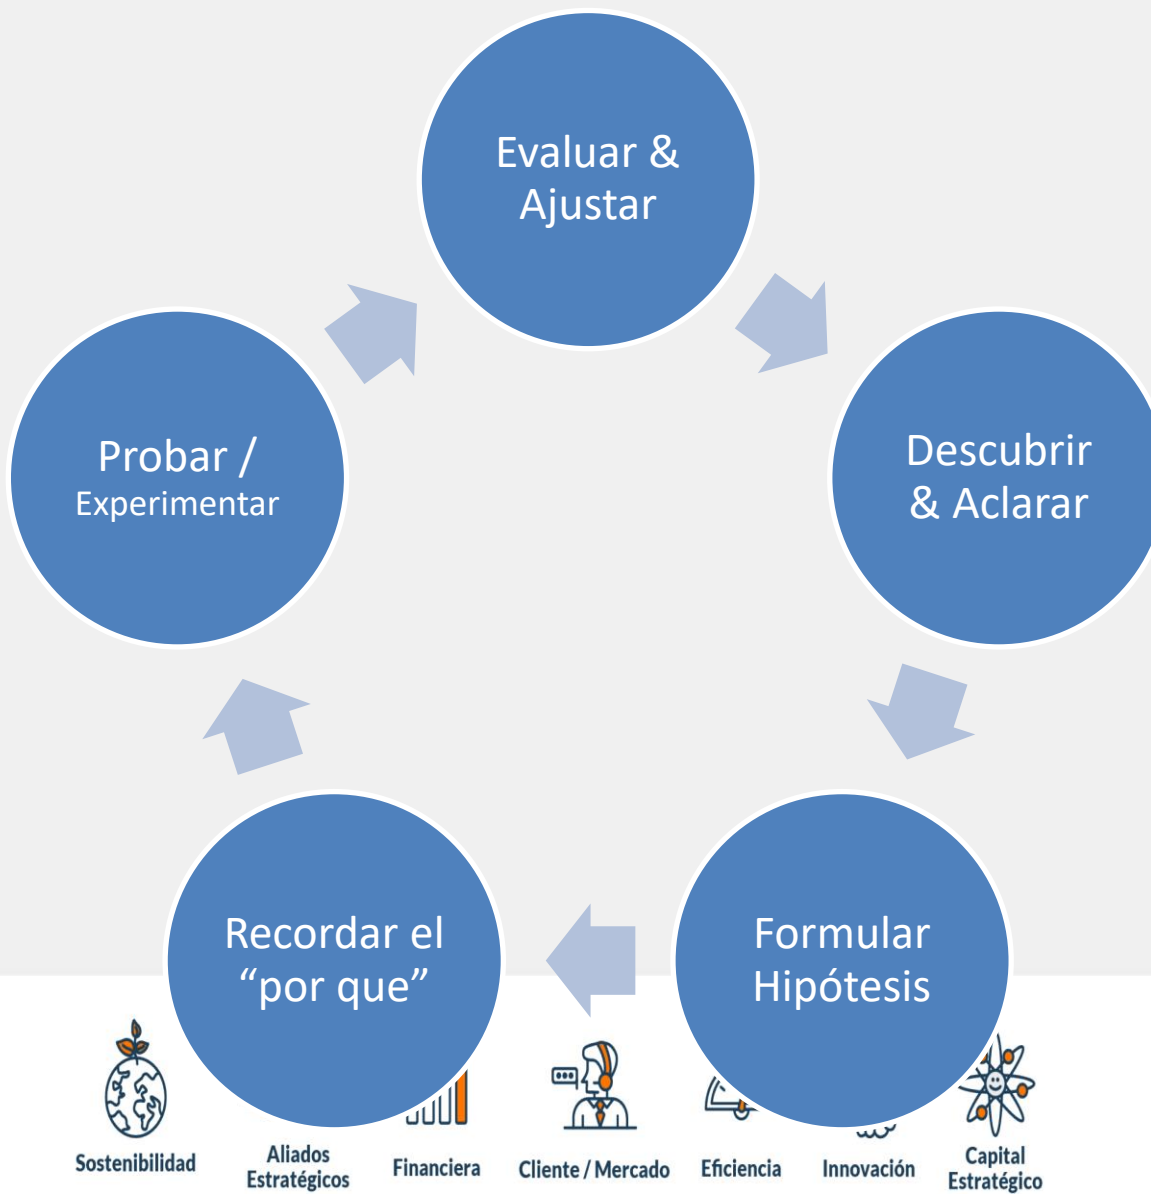 Evaluar &
Ajustar
Descubrir
& Aclarar
Formular
Hipótesis
Recordar el
“por que”
Probar /
Experimentar
Sostenibilidad
Aliados
Estratégicos
Financiera
Cliente / Mercado
Eficiencia
Innovación
Capital
Estratégico